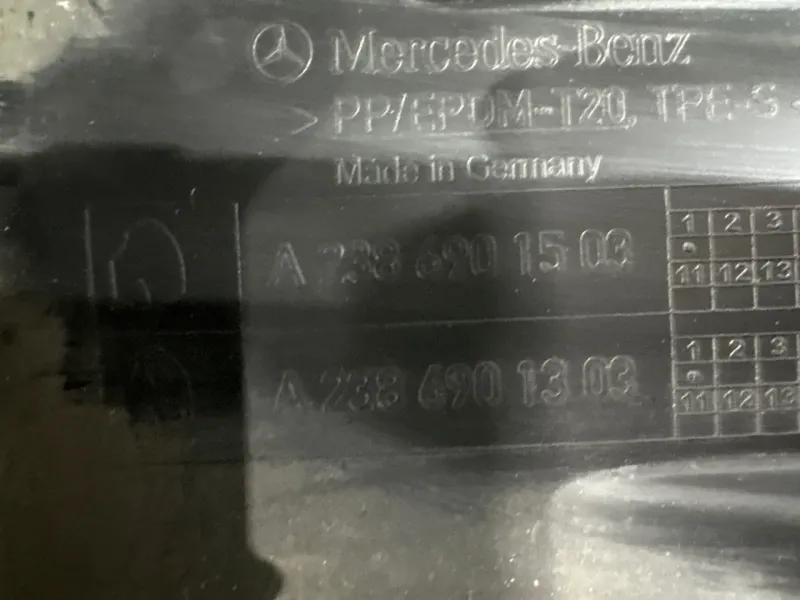 Mercedes-Benz
>PP/EPDM-T20, TPE-S
Made in Germany
A 238 690 15 03
1 2 3
11 12 13
A 238 690 13 03
1 2 3
11 12 13